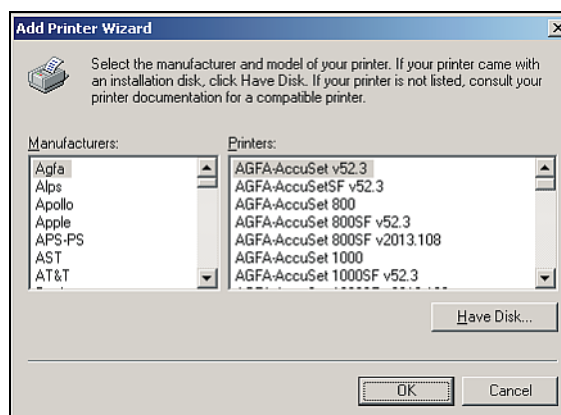 Add Printer Wizard
Select the manufacturer and model of your printer. If your printer came with
an installation disk, click Have Disk. If your printer is not listed, consult your
printer documentation for a compatible printer.
Manufacturers:
Agfa
Alps
Apollo
Apple
APS-PS
AST
AT&T
Printers:
AGFA-AccuSet v52.3
AGFA-AccuSetSF v52.3
AGFA-AccuSet 800
AGFA-AccuSet 800SF v52.3
AGFA-AccuSet 800SF v2013.108
AGFA-AccuSet 1000
AGFA-AccuSet 1000SF v52.3
Have Disk...
OK
Cancel